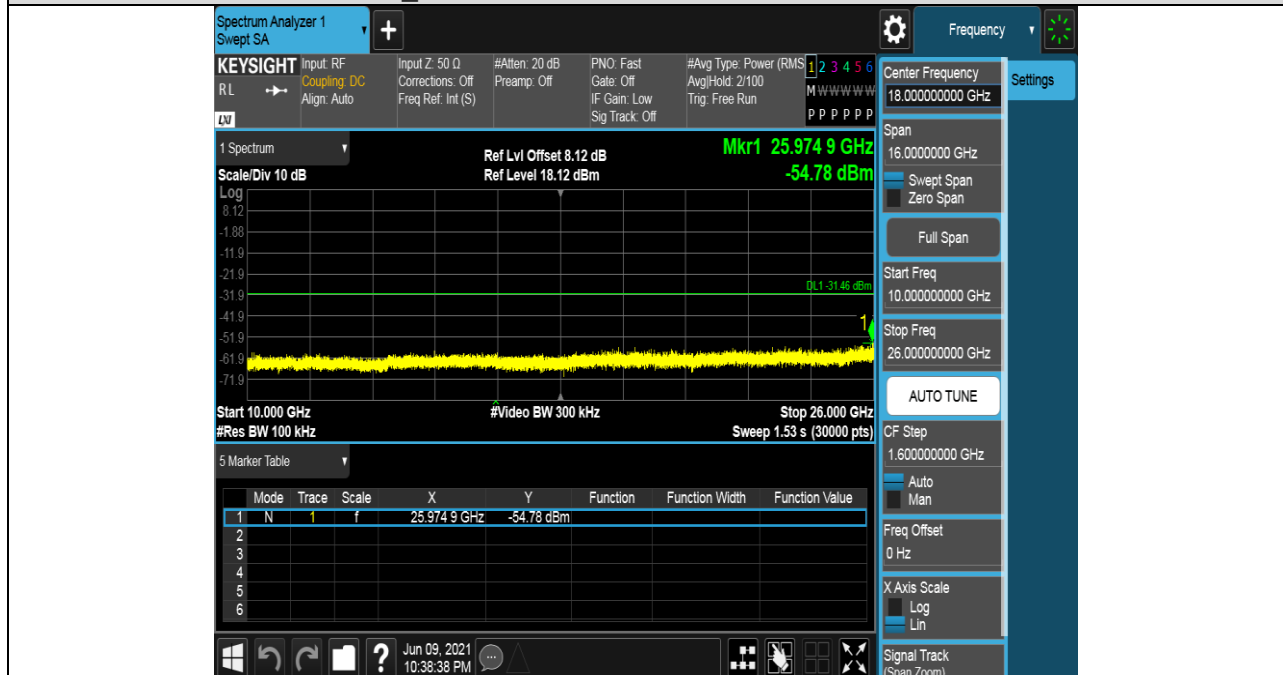 Spectrum Analyzer 1
Swept SA
+
Frequency
KEYSIGHT
RL
LXI
Input: RF
Coupling: DC
Align: Auto
Input Z: 50 Ω
Corrections: Off
Freq Ref: Int (S)
#Atten: 20 dB
Preamp: Off
PNO: Fast
Gate: Off
IF Gain: Low
Sig Track: Off
#Avg Type: Power (RMS
Avg|Hold: 2/100
Trig: Free Run
1 2 3 4 5 6
M W W W W W
P P P P P P
1 Spectrum
Scale/Div 10 dB
Ref Lvl Offset 8.12 dB
Ref Level 18.12 dBm
Mkr1 25.974 9 GHz
-54.78 dBm
Log
8.12
-1.88
-11.9
-21.9
-31.9
-41.9
-51.9
-61.9
-71.9
DL1 -31.46 dBm
1
Start 10.000 GHz
#Res BW 100 kHz
#Video BW 300 kHz
Stop 26.000 GHz
Sweep 1.53 s (30000 pts)
5 Marker Table
Mode Trace Scale X Y Function Function Width Function Value
1 N 1 f 25.974 9 GHz -54.78 dBm
2
3
4
5
6
?
Jun 09, 2021
10:38:38 PM
Center Frequency
18.000000000 GHz
Settings
Span
16.0000000 GHz
Swept Span
Zero Span
Full Span
Start Freq
10.000000000 GHz
Stop Freq
26.000000000 GHz
AUTO TUNE
CF Step
1.600000000 GHz
Auto
Man
Freq Offset
0 Hz
X Axis Scale
Log
Lin
Signal Track
(Span Zoom)